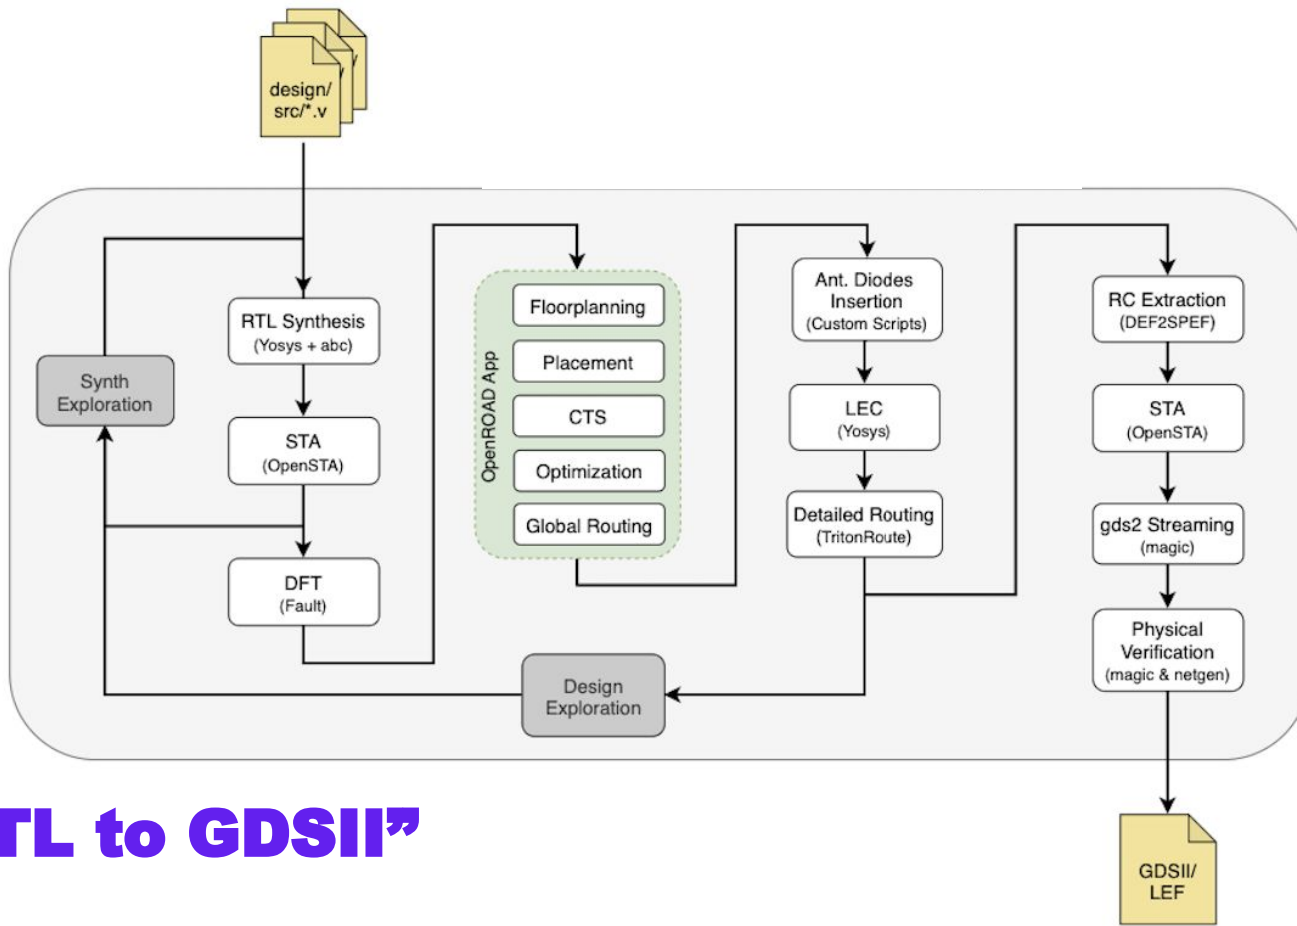 design/
src/*.v
RTL Synthesis
(Yosys + abc)
Synth
Exploration
STA
(OpenSTA)
DFT
(Fault)
OpenROAD App
Floorplanning
Placement
CTS
Optimization
Global Routing
Design
Exploration
Ant. Diodes
Insertion
(Custom Scripts)
LEC
(Yosys)
Detailed Routing
(TritonRoute)
RC Extraction
(DEF2SPEF)
STA
(OpenSTA)
gds2 Streaming
(magic)
Physical
Verification
(magic & netgen)
TL to GDSII”
GDSII/
LEF